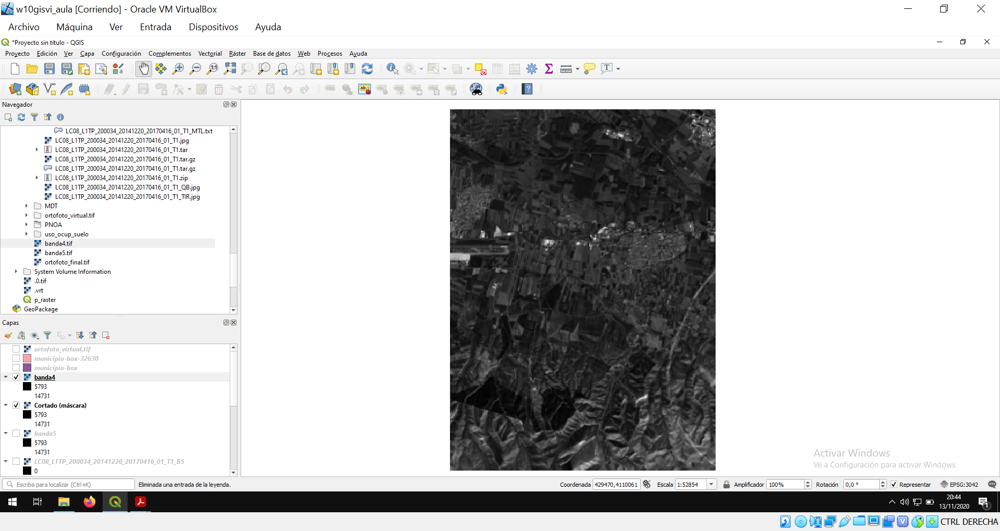 w10gisvi_aula [Corriendo] - Oracle VM VirtualBox
Archivo Máquina Ver Entrada Dispositivos Ayuda
*Proyecto sin título - QGIS
Proyecto Edición Ver Capa Configuración Complementos Vectorial Ráster Base de datos Web Procesos Ayuda
Navegador
LC08_L1TP_200034_20141220_20170416_01_T1_MTL.txt
LC08_L1TP_200034_20141220_20170416_01_T1.jpg
LC08_L1TP_200034_20141220_20170416_01_T1.tar
LC08_L1TP_200034_20141220_20170416_01_T1.tar.gz
LC08_L1TP_200034_20141220_20170416_01_T1.tar.gz
LC08_L1TP_200034_20141220_20170416_01_T1.zip
LC08_L1TP_200034_20141220_20170416_01_T1_QB.jpg
LC08_L1TP_200034_20141220_20170416_01_T1_TIR.jpg
MDT
ortofoto_virtual.tif
PNOA
uso_ocup_suelo
banda4.tif
banda5.tif
ortofoto_final.tif
System Volume Information
.0.tif
.vrt
p_raster
GeoPackage
Capas
ortofoto_virtual.tif
municipio-box-32630
municipio-box
banda4
5793
14731
Cortado (máscara)
5793
14731
banda5
5793
14731
LC08_L1TP_200034_20141220_20170416_01_T1_B5
0
Activar Windows
Ve a Configuración para activar Windows.
Escriba para localizar (Ctrl+K) Eliminada una entrada de la leyenda. Coordenada 429470,4110061 Escala 1:52854 Amplificador 100% Rotación 0,0 ° Representar EPSG:3042
20:44
13/11/2020
1
CTRL DERECHA